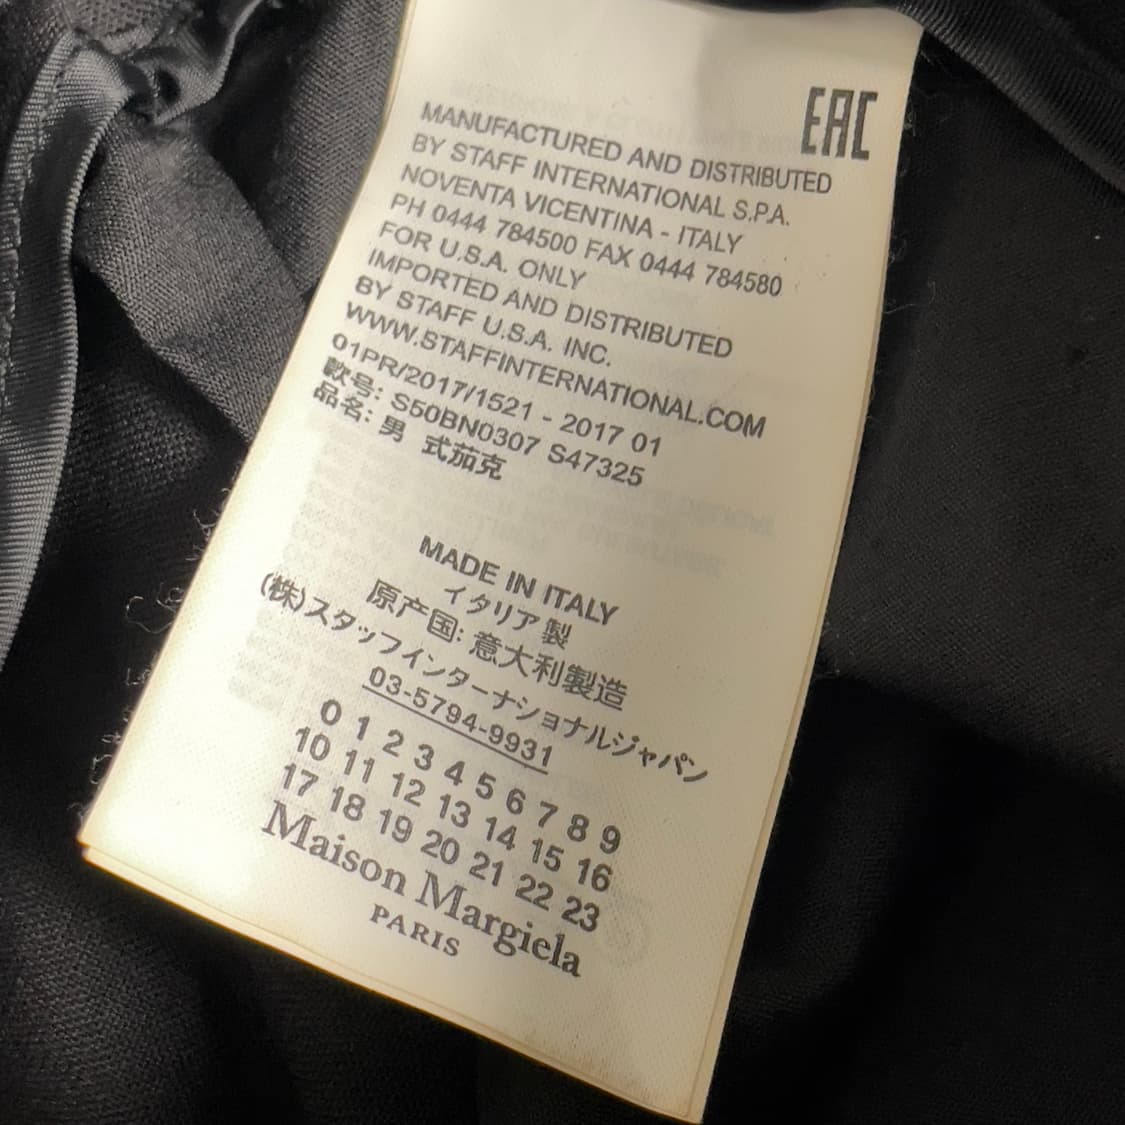 EAC
MANUFACTURED AND DISTRIBUTED
BY STAFF INTERNATIONAL S.P.A.
NOVENTA VICENTINA - ITALY
PH 0444 784500 FAX 0444 784580
FOR U.S.A. ONLY
IMPORTED AND DISTRIBUTED
BY STAFF U.S.A. INC.
WWW.STAFFINTERNATIONAL.COM
01PR/2017/1521 - 2017 01
款号: S50BN0307 S47325
品名: 男 式茄克
MADE IN ITALY
イタリア製
原产国: 意大利製造
(株)スタッフインターナショナルジャパン
03-5794-9931
0 1 2 3 4 5 6 7 8 9
10 11 12 13 14 15 16
17 18 19 20 21 22 23
Maison Margiela
PARIS